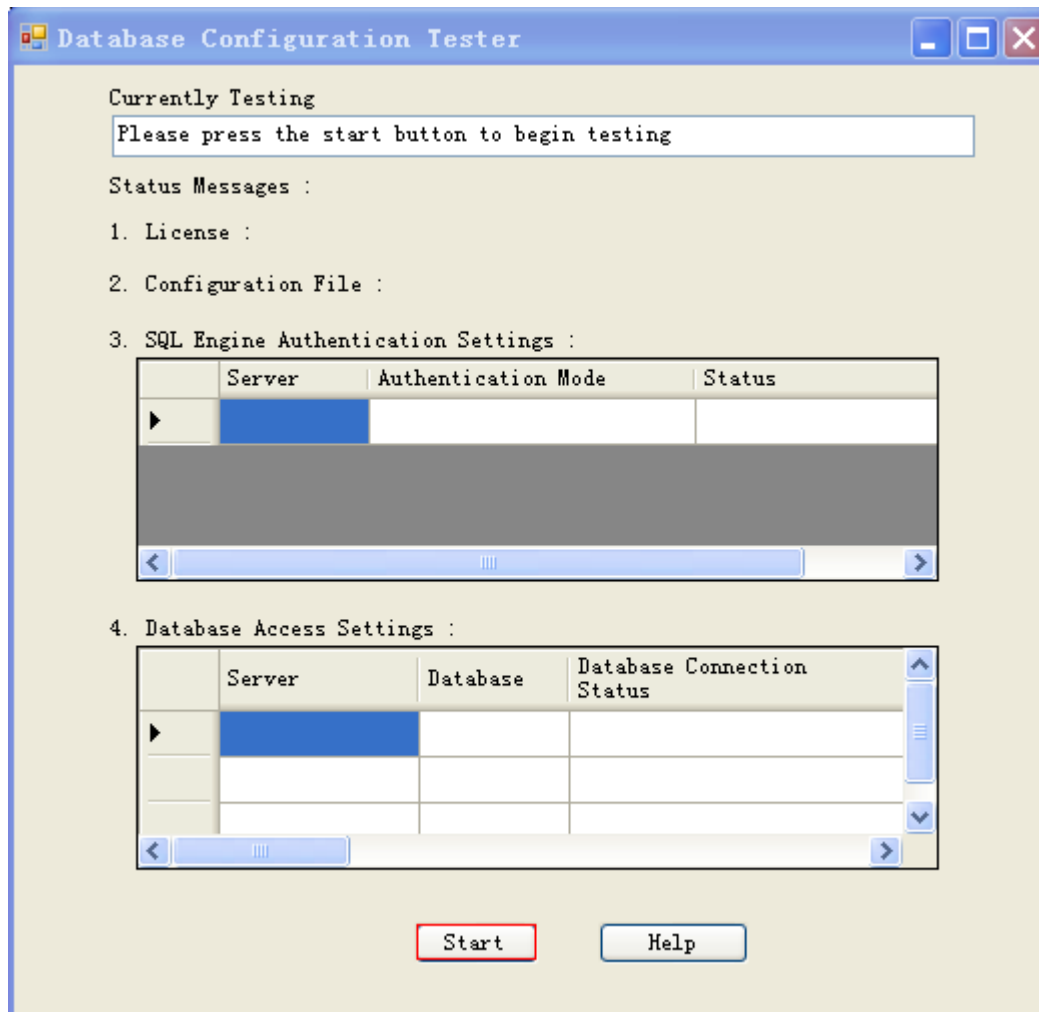 Database Configuration Tester
Currently Testing
Please press the start button to begin testing
Status Messages :
1. License :
2. Configuration File :
3. SQL Engine Authentication Settings :
Server Authentication Mode Status
4. Database Access Settings :
Server Database Database Connection
Status
Start Help